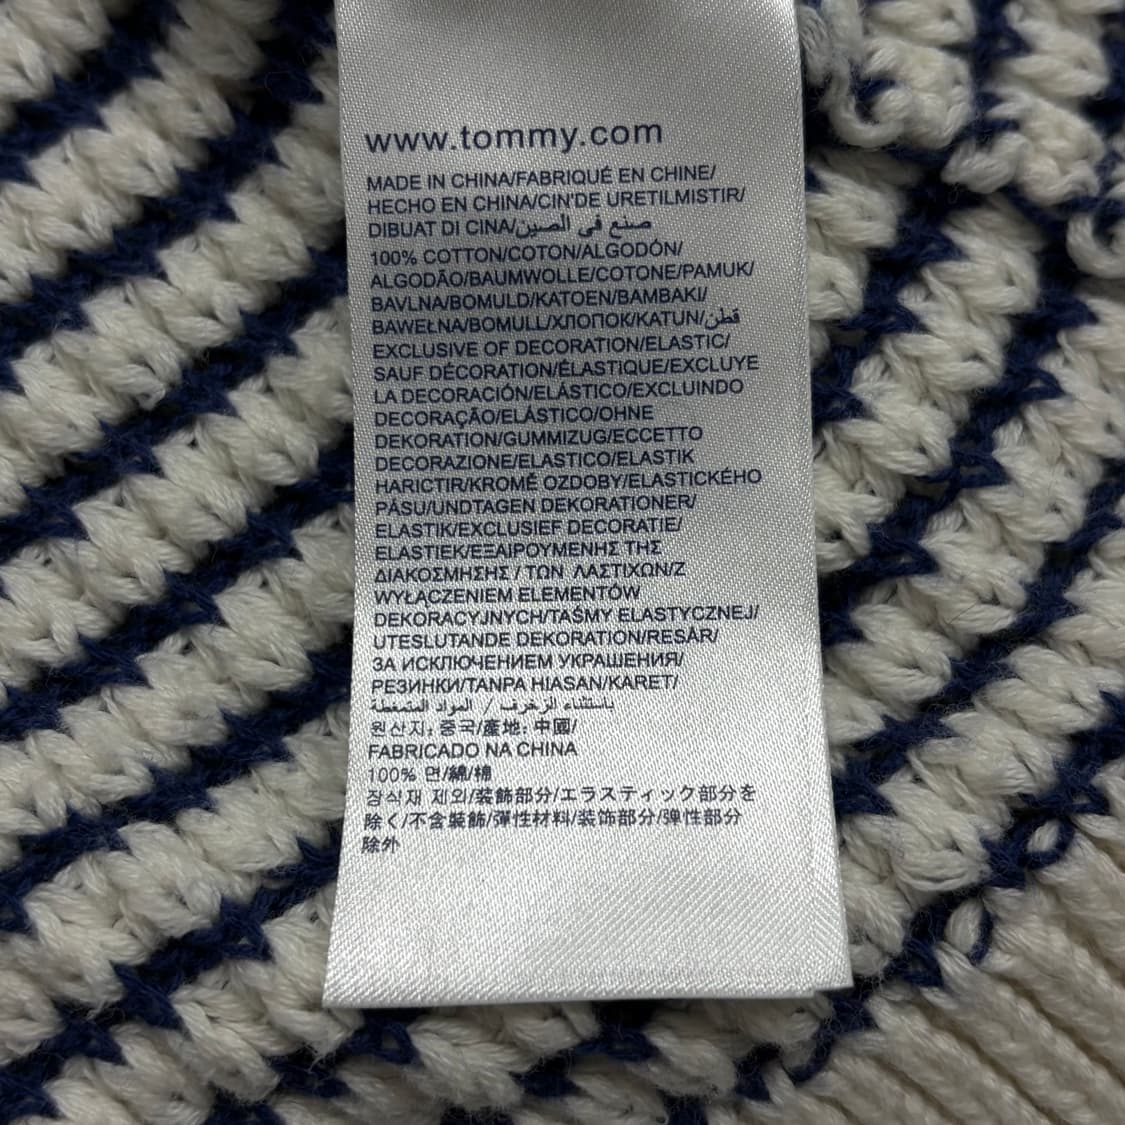 www.tommy.com
MADE IN CHINA/FABRIQUÉ EN CHINE/
HECHO EN CHINA/CIN'DE URETILMISTIR/
DIBUAT DI CINA/صنع في الصين
100% COTTON/COTON/ALGODÓN/
ALGODÃO/BAUMWOLLE/COTONE/PAMUK/
BAVLNA/BOMULD/KATOEN/BAMBAKI/
BAWEŁNA/BOMULL/ХЛОПОК/KATUN/قطن
EXCLUSIVE OF DECORATION/ELASTIC/
SAUF DÉCORATION/ÉLASTIQUE/EXCLUYE
LA DECORACIÓN/ELÁSTICO/EXCLUINDO
DECORAÇÃO/ELÁSTICO/OHNE
DEKORATION/GUMMIZUG/ECCETTO
DECORAZIONE/ELASTICO/ELASTIK
HARICTIR/KROMĚ OZDOBY/ELASTICKÉHO
PÁSU/UNDTAGEN DEKORATIONER/
ELASTIK/EXCLUSIEF DECORATIE/
ELASTIEK/ΕΞΑΙΡΟΥΜΕΝΗΣ ΤΗΣ
ΔΙΑΚΟΣΜΗΣΗΣ / ΤΩΝ ΛΑΣΤΙΧΩΝ/Z
WYŁĄCZENIEM ELEMENTÓW
DEKORACYJNYCH/TAŚMY ELASTYCZNEJ/
UTESLUTANDE DEKORATION/RESÅR/
ЗА ИСКЛЮЧЕНИЕМ УКРАШЕНИЯ/
РЕЗИНКИ/TANPA HIASAN/KARET/
باستثناء الزخرف / المواد المتمغطة
원산지: 중국/產地: 中國/
FABRICADO NA CHINA
100% 면/綿/棉
장식재 제외/装飾部分/エラスティック部分を
除く/不含裝飾/彈性材料/装饰部分/弹性部分
除外